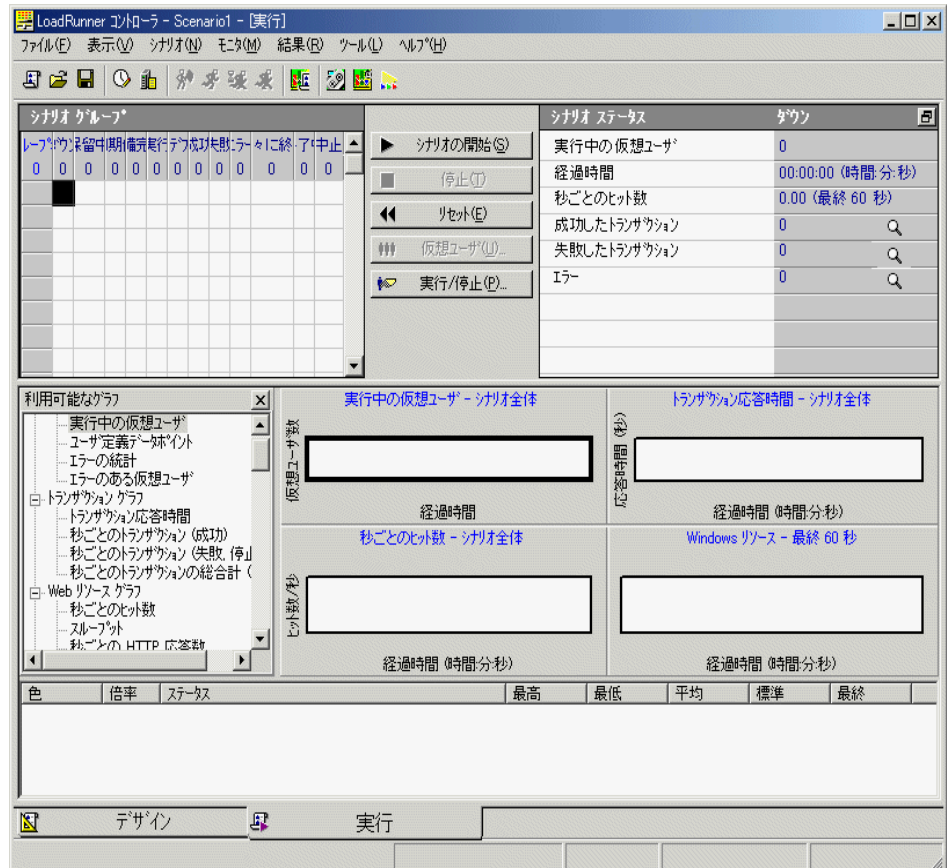 LoadRunner ｺﾝﾄﾛｰﾗ - Scenario1 - [実行]
ﾌｧｲﾙ(F) 表示(V) ｼﾅﾘｵ(N) ﾓﾆﾀ(M) 結果(R) ﾂｰﾙ(L) ﾍﾙﾌﾟ(H)
ｼﾅﾘｵ ｸﾞﾙｰﾌﾟ
0 0 0 0 0 0 0 0 0 0 0 0 0
ｼﾅﾘｵの開始(S)
停止(T)
ﾘｾｯﾄ(E)
仮想ﾕｰｻﾞ(U)...
実行/停止(P)...
ｼﾅﾘｵ ｽﾃｰﾀｽ ﾀﾞｳﾝ
実行中の仮想ﾕｰｻﾞ 0
経過時間 00:00:00 (時間:分:秒)
秒ごとのﾋｯﾄ数 0.00 (最終 60 秒)
成功したﾄﾗﾝｻﾞｸｼｮﾝ 0
失敗したﾄﾗﾝｻﾞｸｼｮﾝ 0
ｴﾗｰ 0
利用可能なｸﾞﾗﾌ
実行中の仮想ﾕｰｻﾞ
ﾕｰｻﾞ定義ﾃﾞｰﾀﾎﾟｲﾝﾄ
ｴﾗｰの統計
ｴﾗｰのある仮想ﾕｰｻﾞ
ﾄﾗﾝｻﾞｸｼｮﾝ ｸﾞﾗﾌ
ﾄﾗﾝｻﾞｸｼｮﾝ応答時間
秒ごとのﾄﾗﾝｻﾞｸｼｮﾝ (成功)
秒ごとのﾄﾗﾝｻﾞｸｼｮﾝ (失敗, 停止
秒ごとのﾄﾗﾝｻﾞｸｼｮﾝの総合計 (
Web ﾘｿｰｽ ｸﾞﾗﾌ
秒ごとのﾋｯﾄ数
ｽﾙｰﾌﾟｯﾄ
秒ごとの HTTP 応答数
実行中の仮想ﾕｰｻﾞ - ｼﾅﾘｵ全体
仮想ﾕｰｻﾞ数
経過時間
ﾄﾗﾝｻﾞｸｼｮﾝ応答時間 - ｼﾅﾘｵ全体
応答時間 (秒)
経過時間 (時間:分:秒)
秒ごとのﾋｯﾄ数 - ｼﾅﾘｵ全体
ﾋｯﾄ数/秒
経過時間 (時間:分:秒)
Windows ﾘｿｰｽ - 最終 60 秒
経過時間 (時間:分:秒)
色 倍率 ｽﾃｰﾀｽ 最高 最低 平均 標準 最終
ﾃﾞｻﾞｲﾝ 実行